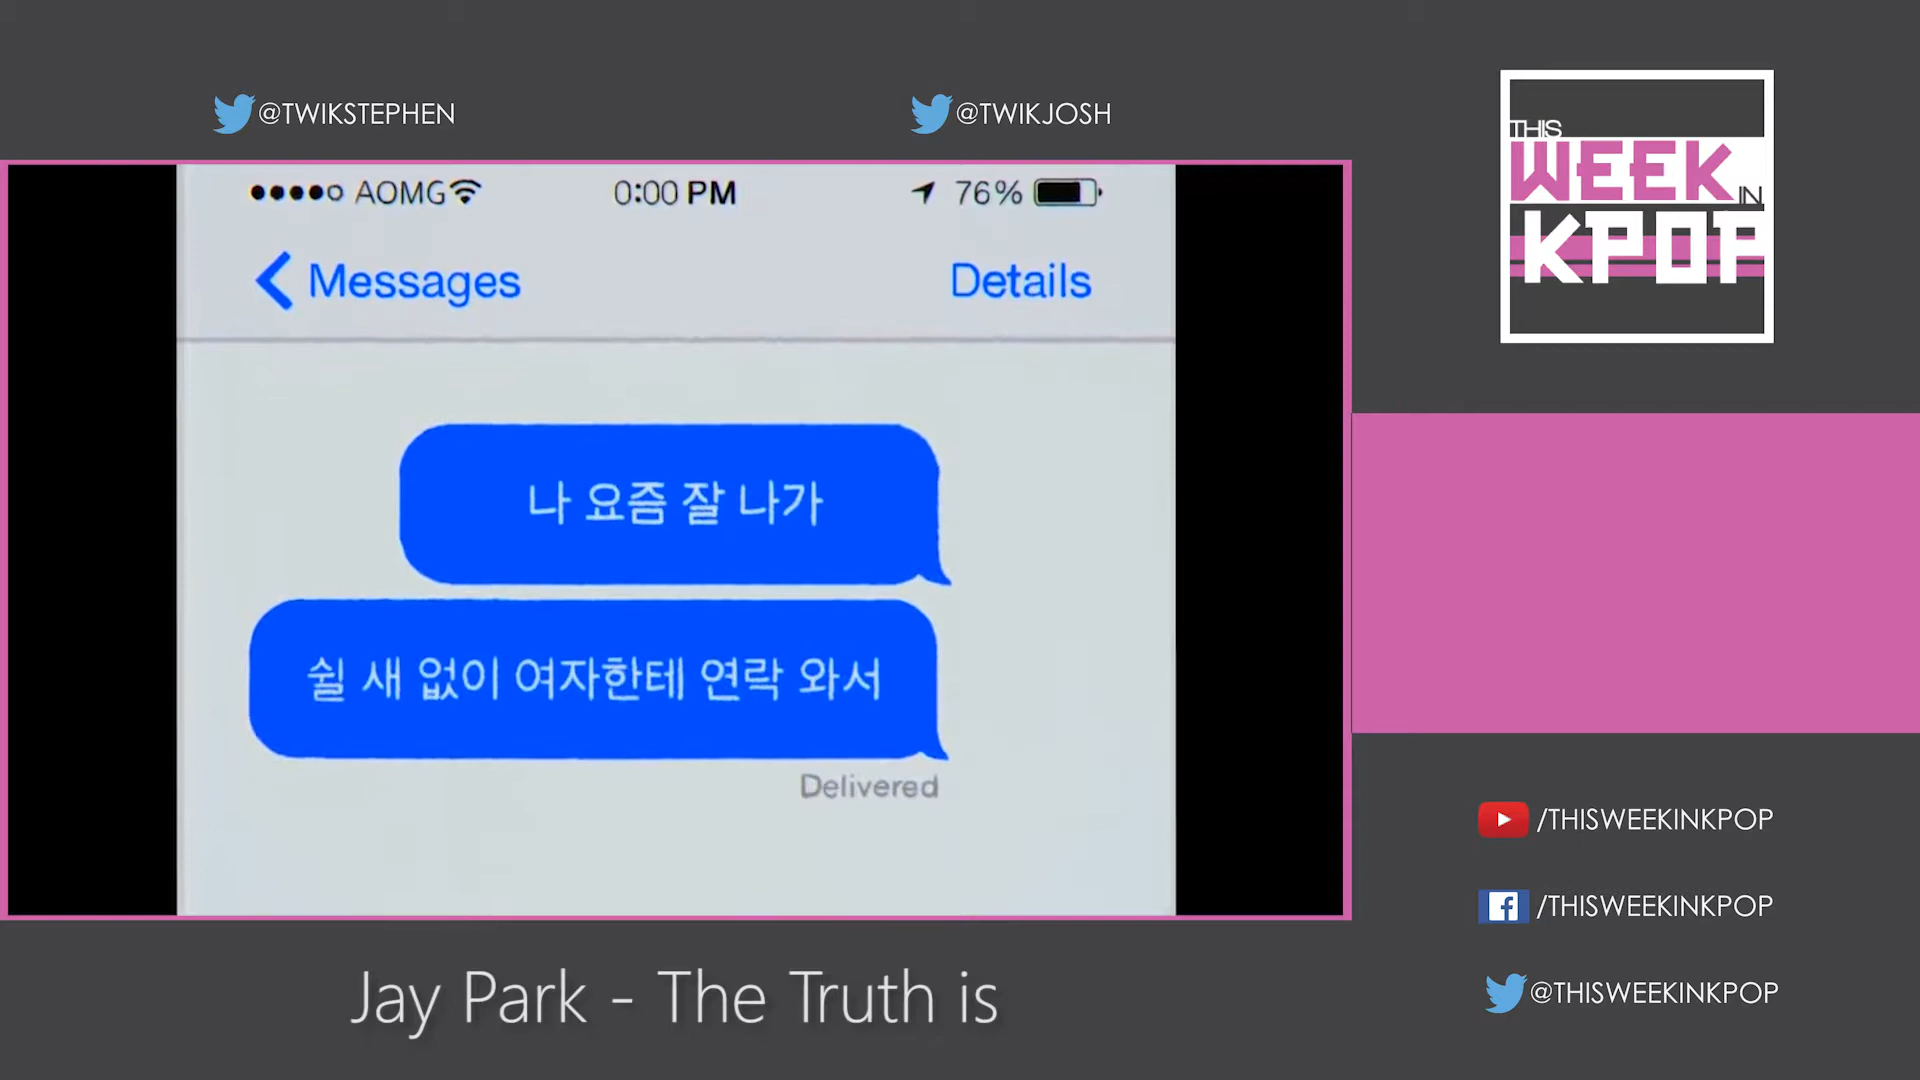 @TWIKSTEPHEN
@TWIKJOSH
THIS
WEEK
IN
KPOP
AOMG 0:00 PM 76%
Messages Details
나 요즘 잘 나가
쉴 새 없이 여자한테 연락 와서
Delivered
/THISWEEKINKPOP
/THISWEEKINKPOP
@THISWEEKINKPOP
Jay Park - The Truth is